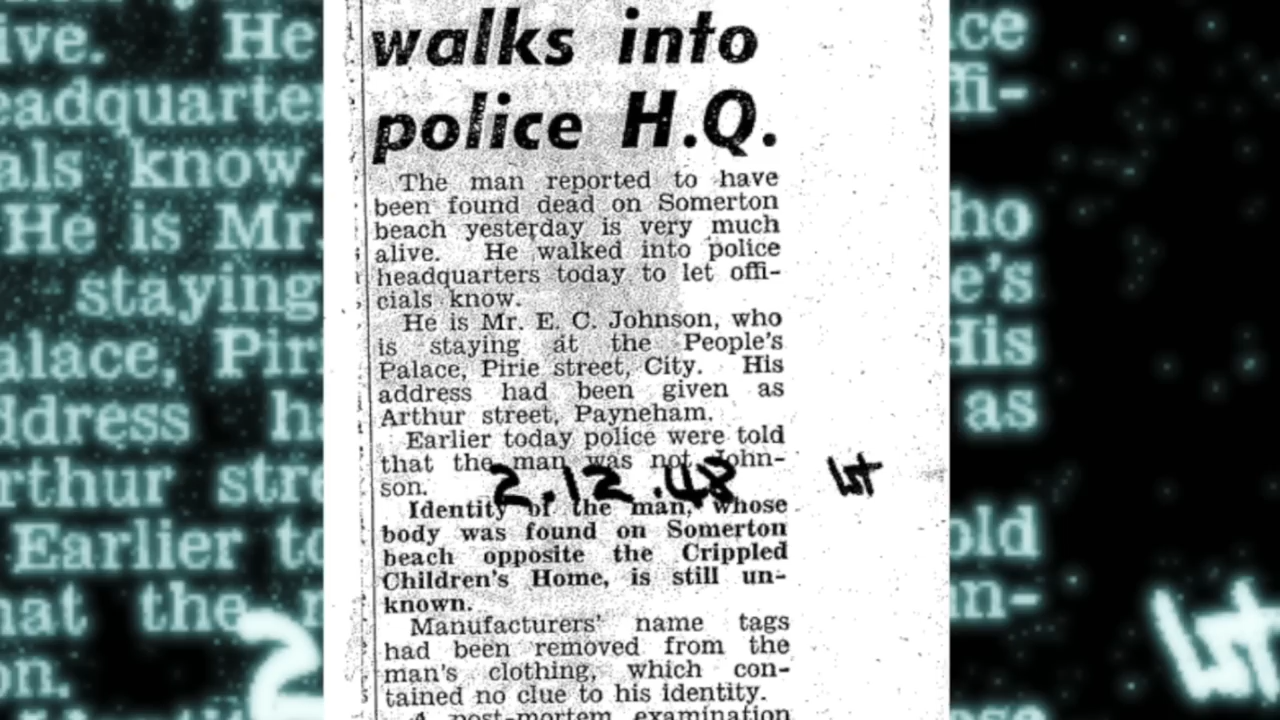 walks into
police H.Q.
The man reported to have
been found dead on Somerton
beach yesterday is very much
alive. He walked into police
headquarters today to let offi-
cials know.
He is Mr. E. C. Johnson, who
is staying at the People's
Palace, Pirie street, City. His
address had been given as
Arthur street, Payneham.
Earlier today police were told
that the man was not John-
son.
2.12.48
Identity of the man, whose
body was found on Somerton
beach opposite the Crippled
Children's Home, is still un-
known.
Manufacturers' name tags
had been removed from the
man's clothing, which con-
tained no clue to his identity.
A post-mortem examination